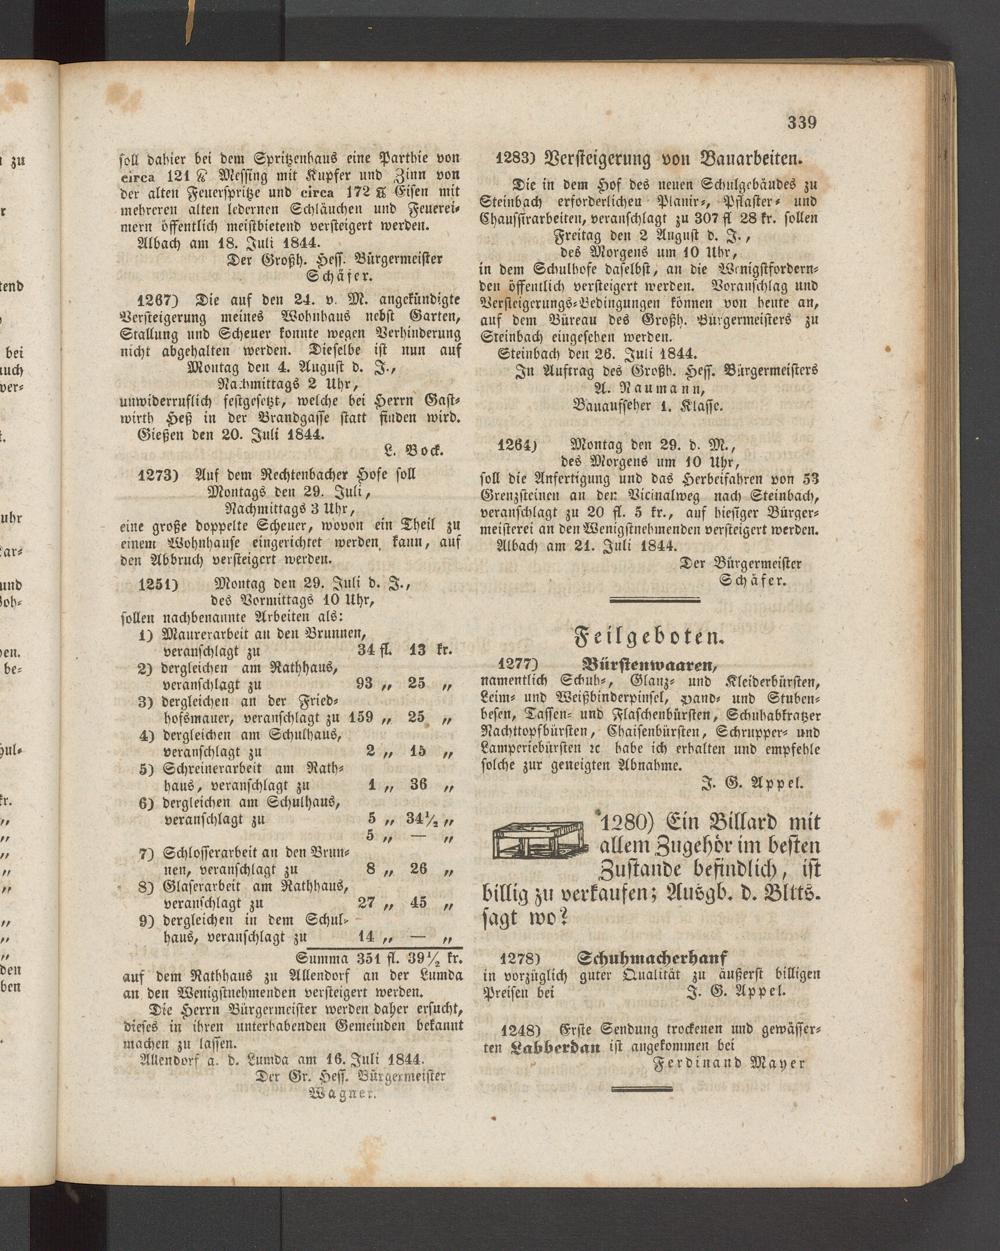 339
soll dahier bei dem Spritzenhaus eine Parthie von
circa 121 ℔ Messing mit Kupfer und Zinn von
der alten Feuerspritze und circa 172 ℔ Eisen mit
mehreren alten ledernen Schläuchen und Feuerei-
mern öffentlich meistbietend versteigert werden.
Albach am 18. Juli 1844.
Der Großh. Hess. Bürgermeister
Schäfer.
1267) Die auf den 24. v. M. angekündigte
Versteigerung meines Wohnhaus nebst Garten,
Stallung und Scheuer konnte wegen Verhinderung
nicht abgehalten werden. Dieselbe ist nun auf
Montag den 4. August d. J.,
Nachmittags 2 Uhr,
unwiderruflich festgesetzt, welche bei Herrn Gast-
wirth Heß in der Brandgasse statt finden wird.
Gießen den 20. Juli 1844.
L. Bock.
1273) Auf dem Rechtenbacher Hofe soll
Montags den 29. Juli,
Nachmittags 3 Uhr,
eine große doppelte Scheuer, wovon ein Theil zu
einem Wohnhause eingerichtet werden kann, auf
den Abbruch versteigert werden.
1251) Montag den 29. Juli d. J.,
des Vormittags 10 Uhr,
sollen nachbenannte Arbeiten als:
1) Maurerarbeit an den Brunnen,
veranschlagt zu 34 fl. 13 kr.
2) dergleichen am Rathhaus,
veranschlagt zu 93 „ 25 „
3) dergleichen an der Fried-
hofsmauer, veranschlagt zu 159 „ 25 „
4) dergleichen am Schulhaus,
veranschlagt zu 2 „ 15 „
5) Schreinerarbeit am Rath-
haus, veranschlagt zu 1 „ 36 „
6) dergleichen am Schulhaus,
veranschlagt zu 5 „ 34½ „
5 „ — „
7) Schlosserarbeit an den Brun-
nen, veranschlagt zu 8 „ 26 „
8) Glaserarbeit am Rathhaus,
veranschlagt zu 27 „ 45 „
9) dergleichen in dem Schul-
haus, veranschlagt zu 14 „ — „
Summa 351 fl. 39½ kr.
auf dem Rathhaus zu Allendorf an der Lumda
an den Wenigstnehmenden versteigert werden.
Die Herrn Bürgermeister werden daher ersucht,
dieses in ihren unterhabenden Gemeinden bekannt
machen zu lassen.
Allendorf a. d. Lumda am 16. Juli 1844.
Der Gr. Hess. Bürgermeister
Wagner.
1283) Versteigerung von Bauarbeiten.
Die in dem Hof des neuen Schulgebäudes zu
Steinbach erforderlichen Planir-, Pflaster- und
Chaussirarbeiten, veranschlagt zu 307 fl 28 kr. sollen
Freitag den 2 August d. J.,
des Morgens um 10 Uhr,
in dem Schulhofe daselbst, an die Wenigstfordern-
den öffentlich versteigert werden. Voranschlag und
Versteigerungs-Bedingungen können von heute an,
auf dem Büreau des Großh. Bürgermeisters zu
Steinbach eingesehen werden.
Steinbach den 26. Juli 1844.
In Auftrag des Großh. Hess. Bürgermeisters
A. Naumann,
Bauaufseher 1. Klasse.
1264) Montag den 29. d. M.,
des Morgens um 10 Uhr,
soll die Anfertigung und das Herbeifahren von 53
Grenzsteinen an den Vicinalweg nach Steinbach,
veranschlagt zu 20 fl. 5 kr., auf hiesiger Bürger-
meisterei an den Wenigstnehmenden versteigert werden.
Albach am 21. Juli 1844.
Der Bürgermeister
Schäfer.
Feilgeboten.
1277) Bürstenwaaren,
namentlich Schuh-, Glanz- und Kleiderbürsten,
Leim- und Weißbinderpinsel, Hand- und Stuben-
besen, Tassen- und Flaschenbürsten, Schuhabkratzer
Nachttopfbürsten, Chaisenbürsten, Schrupper- und
Lamperiebürsten ꝛc habe ich erhalten und empfehle
solche zur geneigten Abnahme.
J. G. Appel.
1280) Ein Billard mit
allem Zugehör im besten
Zustande befindlich, ist
billig zu verkaufen; Ausgb. d. Bltts.
sagt wo?
1278) Schuhmacherhanf
in vorzüglich guter Qualität zu äußerst billigen
Preisen bei J. G. Appel.
1248) Erste Sendung trockenen und gewässer-
ten Labberdan ist angekommen bei
Ferdinand Mayer